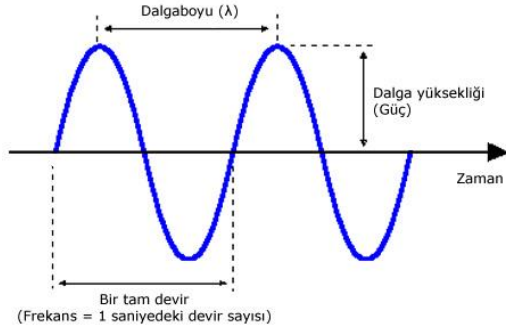 Dalgaboyu (λ)
Dalga yüksekliği
(Güç)
Zaman
Bir tam devir
(Frekans = 1 saniyedeki devir sayısı)